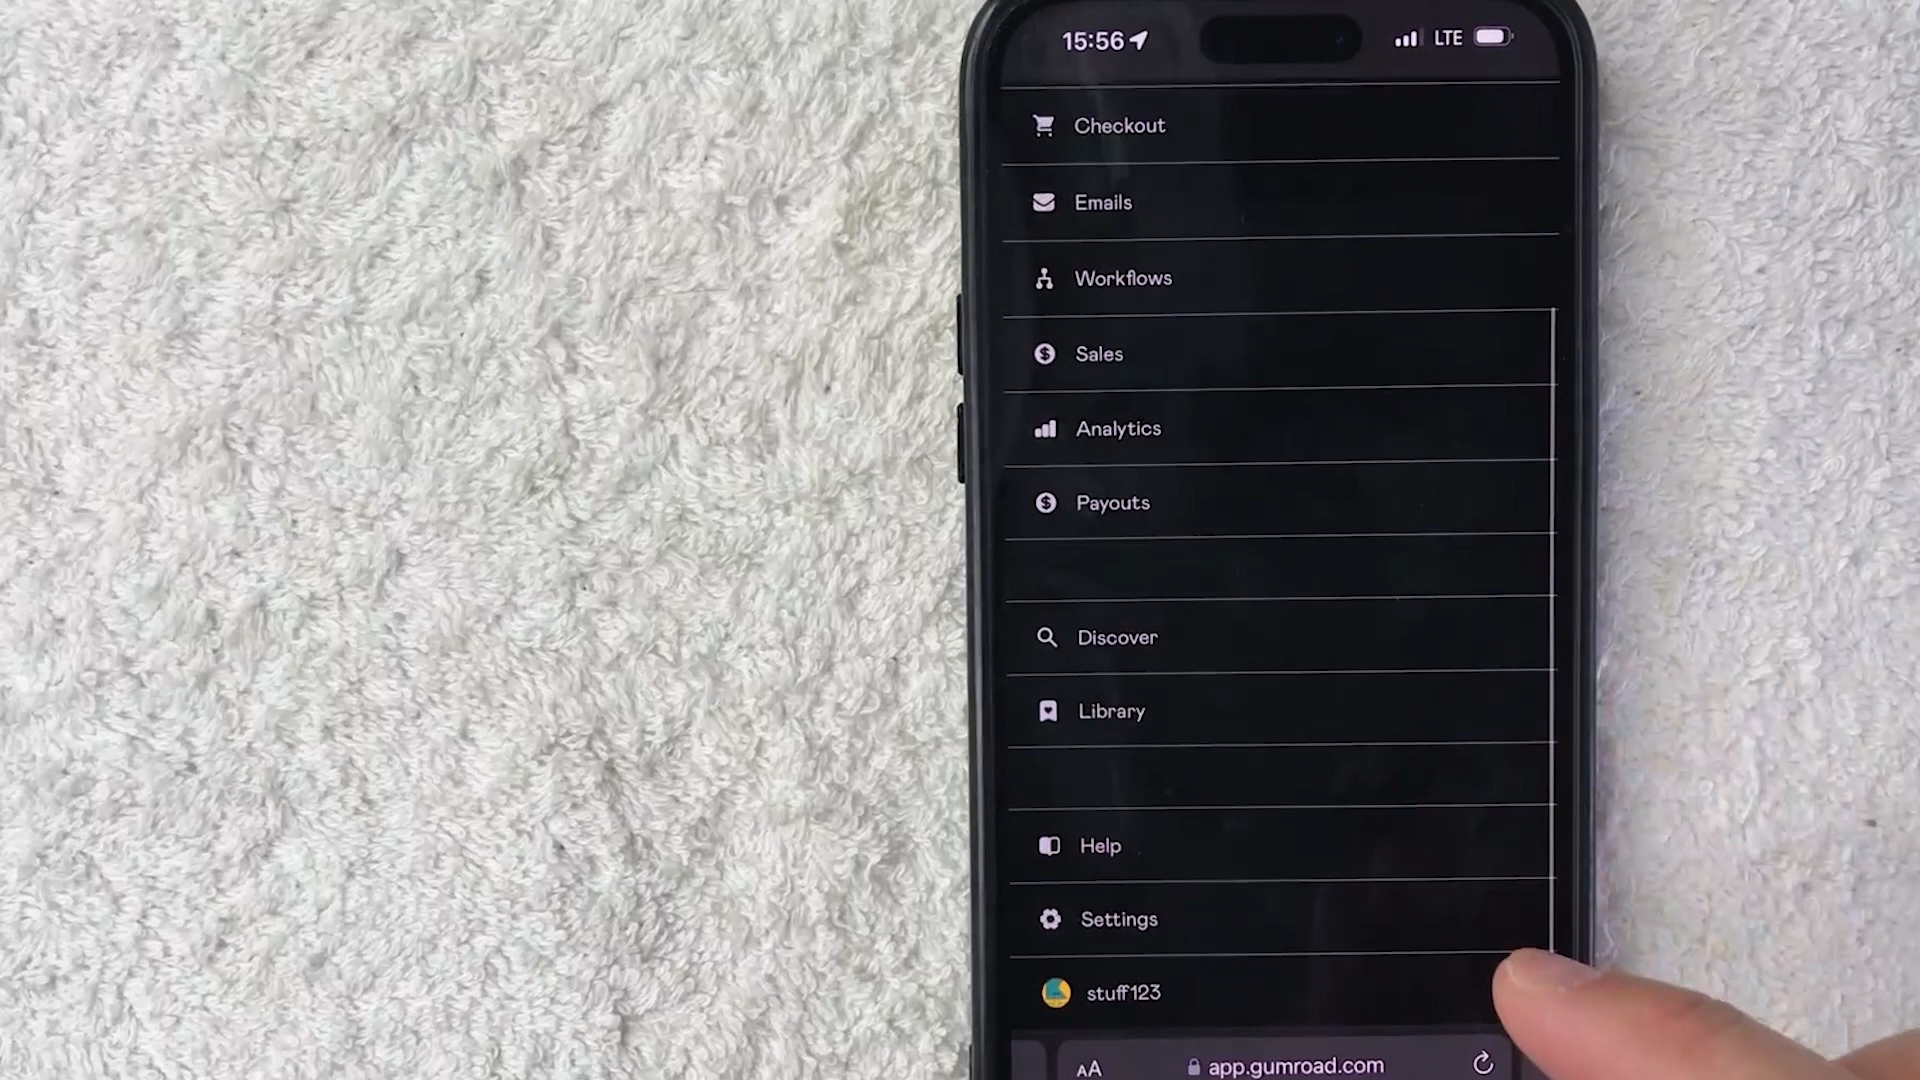 15:56
LTE
Checkout
Emails
Workflows
Sales
Analytics
Payouts
Discover
Library
Help
Settings
stuff123
AA
app.gumroad.com